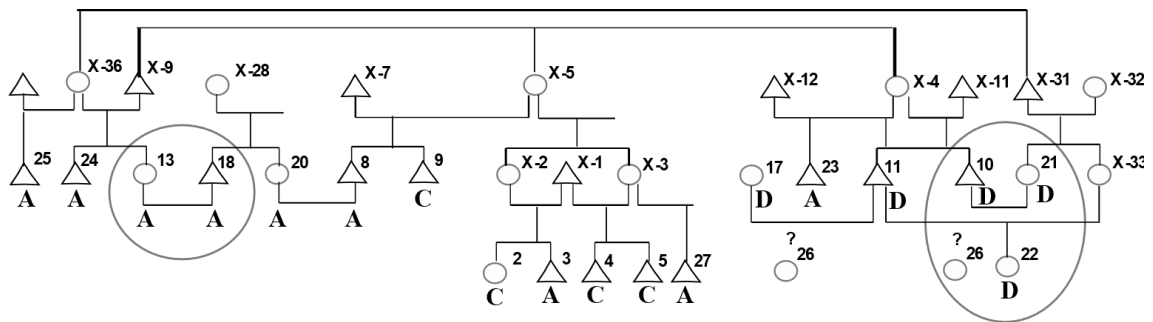 X-36 X-9 X-28 X-7 X-5 X-12 X-4 X-11 X-31 X-32
25 24 13 18 20 8 9 X-2 X-1 X-3 17 23 11 10 21 X-33
A A A A A A C D A D D D
? 26 ? 26 22
2 3 4 5 27
C A C C A D